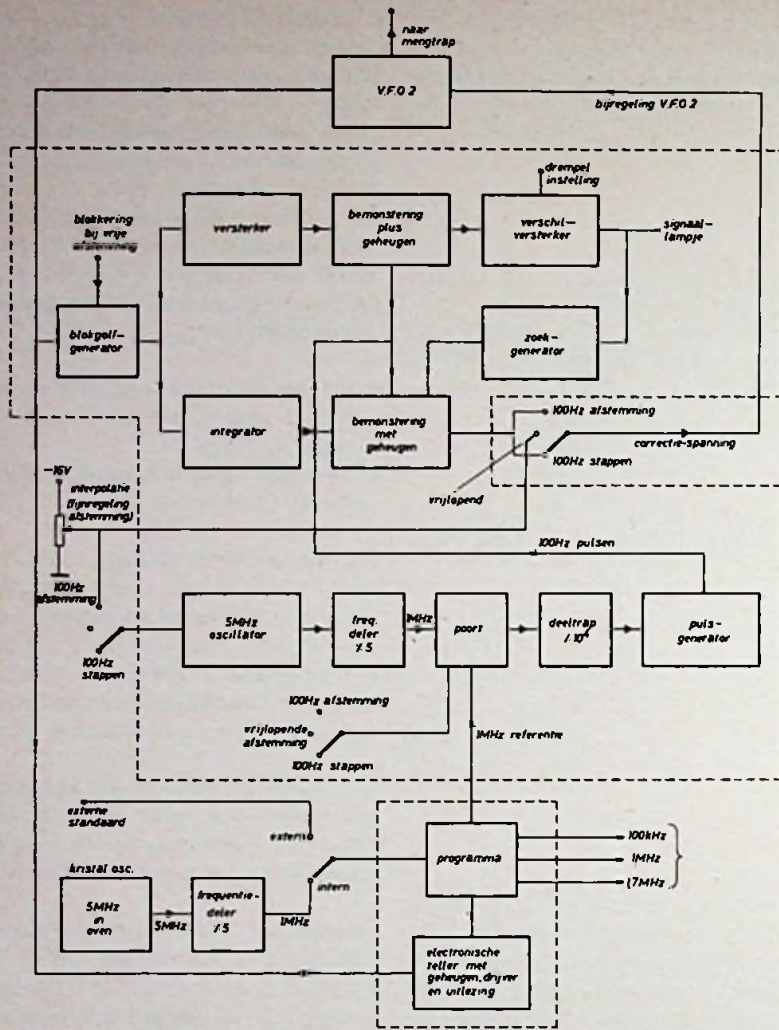 naar
mengtrap
V.F.O.2
bijregeling V.F.O.2
drempel
instelling
blokkering
bij vrije
afstemming
versterker
bemonstering
plus
geheugen
verschil-
versterker
signaal-
lampje
blokgolf-
generator
zoek-
generator
integrator
bemonstering
met
geheugen
100Hz afstemming
100Hz stappen
correctie-spanning
vrijlopend
-16V
interpolatie
(fijnregeling
afstemming)
100Hz
afstemming
100Hz
stappen
100Hz pulsen
5MHz
oscillator
freq.
deler
/.5
1MHz
poort
deeltrap
/.10⁴
puls-
generator
100Hz afstemming
vrijlopende
afstemming
100Hz stappen
1MHz referentie
externe
standaard
extern
intern
kristal osc.
5MHz
in
oven
5MHz
frequentie-
deler
/.5
1MHz
programma
100kHz
1MHz
1,7MHz
electronische
teller met
geheugen, drijver
en uitlezing